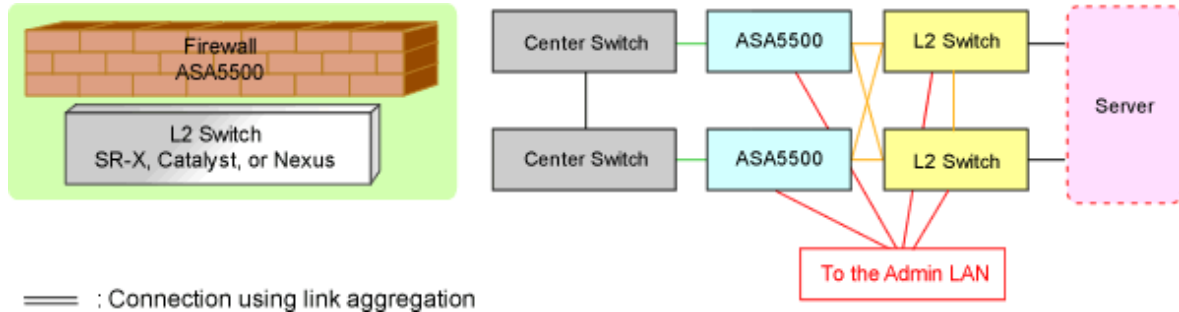 Firewall
ASA5500
L2 Switch
SR-X, Catalyst, or Nexus
Center Switch
ASA5500
L2 Switch
Server
Center Switch
ASA5500
L2 Switch
To the Admin LAN
: Connection using link aggregation